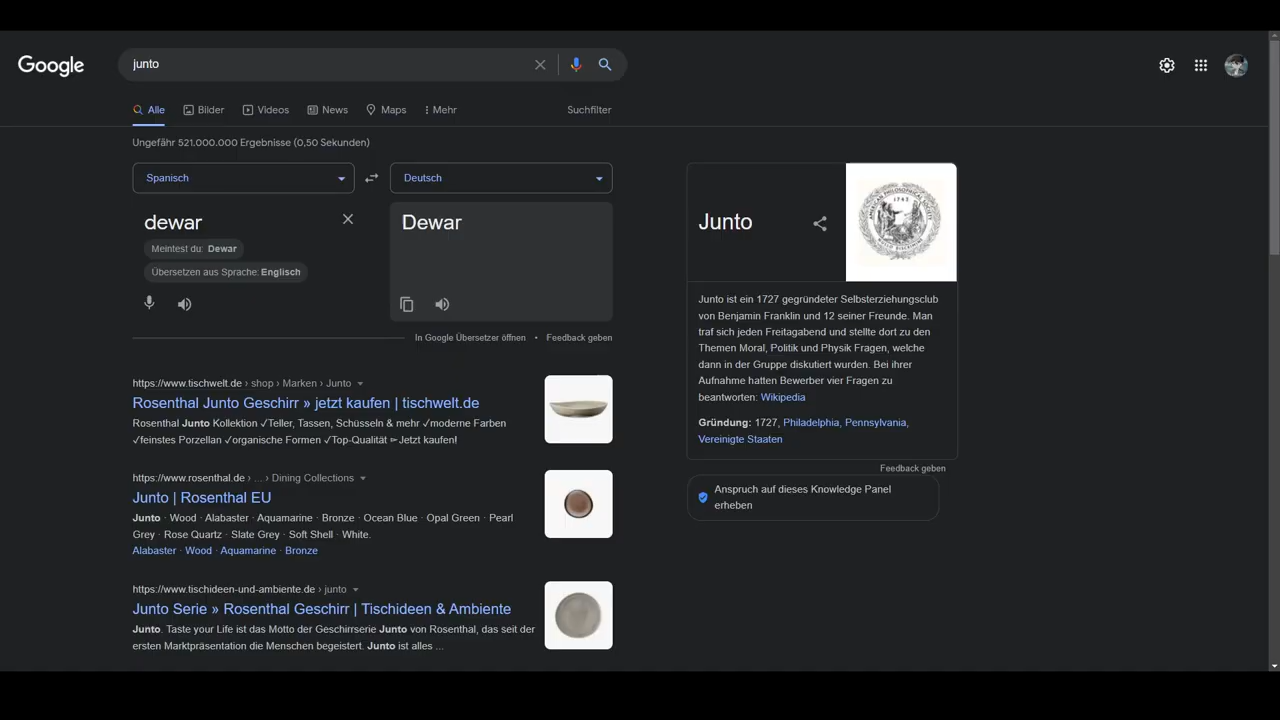 Google
junto
Alle
Bilder
Videos
News
Maps
Mehr
Suchfilter
Ungefähr 521.000.000 Ergebnisse (0,50 Sekunden)
Spanisch
Deutsch
dewar
Meintest du: Dewar
Übersetzen aus Sprache: Englisch
Dewar
In Google Übersetzer öffnen • Feedback geben
https://www.tischwelt.de › shop › Marken › Junto
Rosenthal Junto Geschirr » jetzt kaufen | tischwelt.de
Rosenthal Junto Kollektion ✓Teller, Tassen, Schüsseln & mehr ✓moderne Farben
✓feinstes Porzellan ✓organische Formen ✓Top-Qualität ➽Jetzt kaufen!
https://www.rosenthal.de › ... › Dining Collections
Junto | Rosenthal EU
Junto · Wood · Alabaster · Aquamarine · Bronze · Ocean Blue · Opal Green · Pearl
Grey · Rose Quartz · Slate Grey · Soft Shell · White.
Alabaster · Wood · Aquamarine · Bronze
https://www.tischideen-und-ambiente.de › junto
Junto Serie » Rosenthal Geschirr | Tischideen & Ambiente
Junto. Taste your Life ist das Motto der Geschirrserie Junto von Rosenthal, das seit der
ersten Marktpräsentation die Menschen begeistert. Junto ist alles ...
Junto
1743
Junto ist ein 1727 gegründeter Selbsterziehungsclub
von Benjamin Franklin und 12 seiner Freunde. Man
traf sich jeden Freitagabend und stellte dort zu den
Themen Moral, Politik und Physik Fragen, welche
dann in der Gruppe diskutiert wurden. Bei ihrer
Aufnahme hatten Bewerber vier Fragen zu
beantworten: Wikipedia
Gründung: 1727, Philadelphia, Pennsylvania,
Vereinigte Staaten
Feedback geben
Anspruch auf dieses Knowledge Panel
erheben